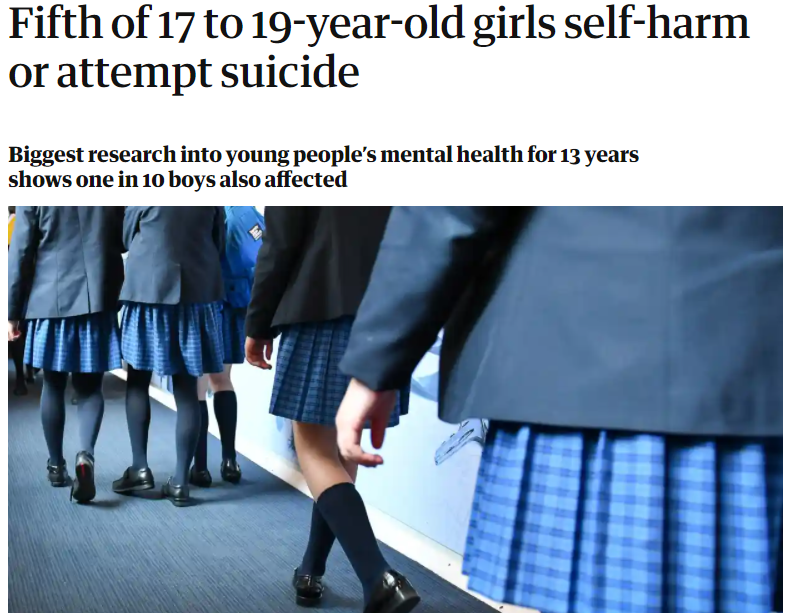 Fifth of 17 to 19-year-old girls self-harm
or attempt suicide
Biggest research into young people’s mental health for 13 years
shows one in 10 boys also affected